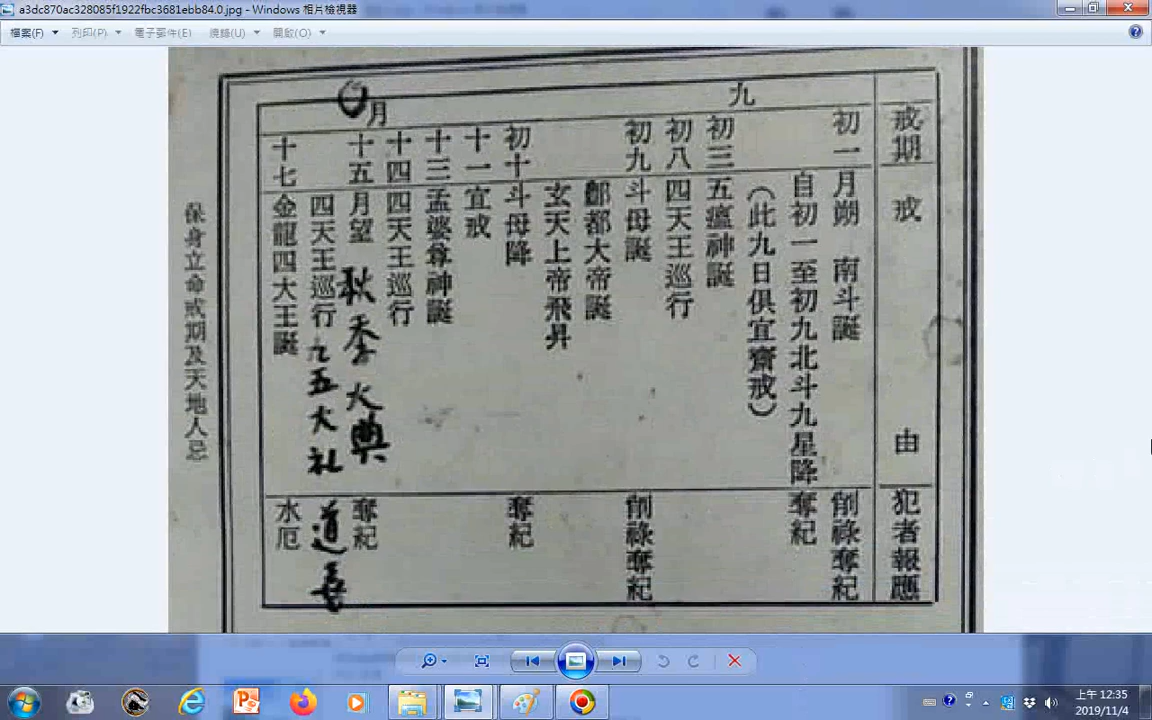 a3dc870ac328085f1922fbc3681ebb84.0.jpg - Windows 相片檢視器
檔案(F) 列印(P) 電子郵件(E) 燒錄(U) 開啟(O)
戒期
戒 由
犯者報應
九月
初一 月朔 南斗誕 削祿奪紀
自初一至初九北斗九星降 奪紀
(此九日俱宜齋戒)
初三 五瘟神誕
初八 四天王巡行
初九 斗母誕 削祿奪紀
酆都大帝誕
玄天上帝飛昇
初十 斗母降 奪紀
十一 宜戒
十三 孟婆尊神誕
十四 四天王巡行
十五 月望 秋季大典 奪紀
四天王巡行 九五大礼 道長
十七 金龍四大王誕 水厄
保身立命戒期及天地人忌
上午 12:35
2019/11/4